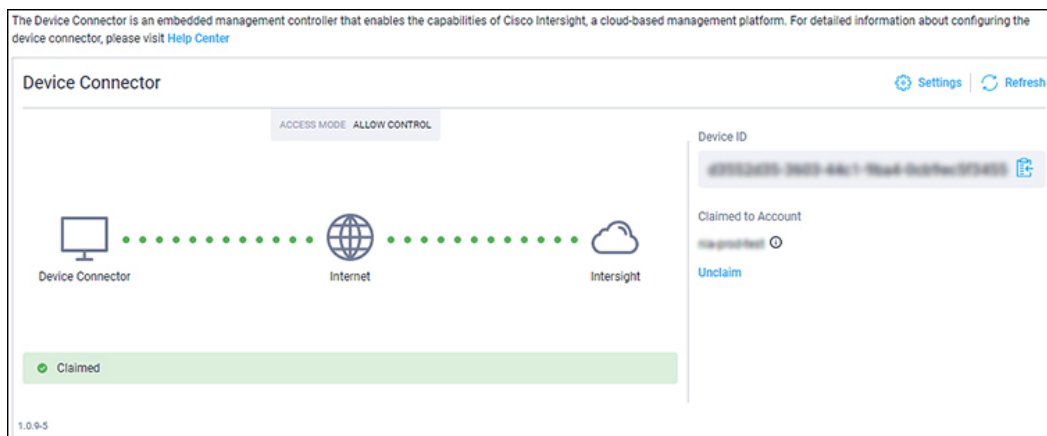 The Device Connector is an embedded management controller that enables the capabilities of Cisco Intersight, a cloud-based management platform. For detailed information about configuring the
device connector, please visit Help Center
Device Connector
Settings
Refresh
ACCESS MODE ALLOW CONTROL
Device Connector
Internet
Intersight
Claimed
Device ID
Claimed to Account
Unclaim
1.0.9-5